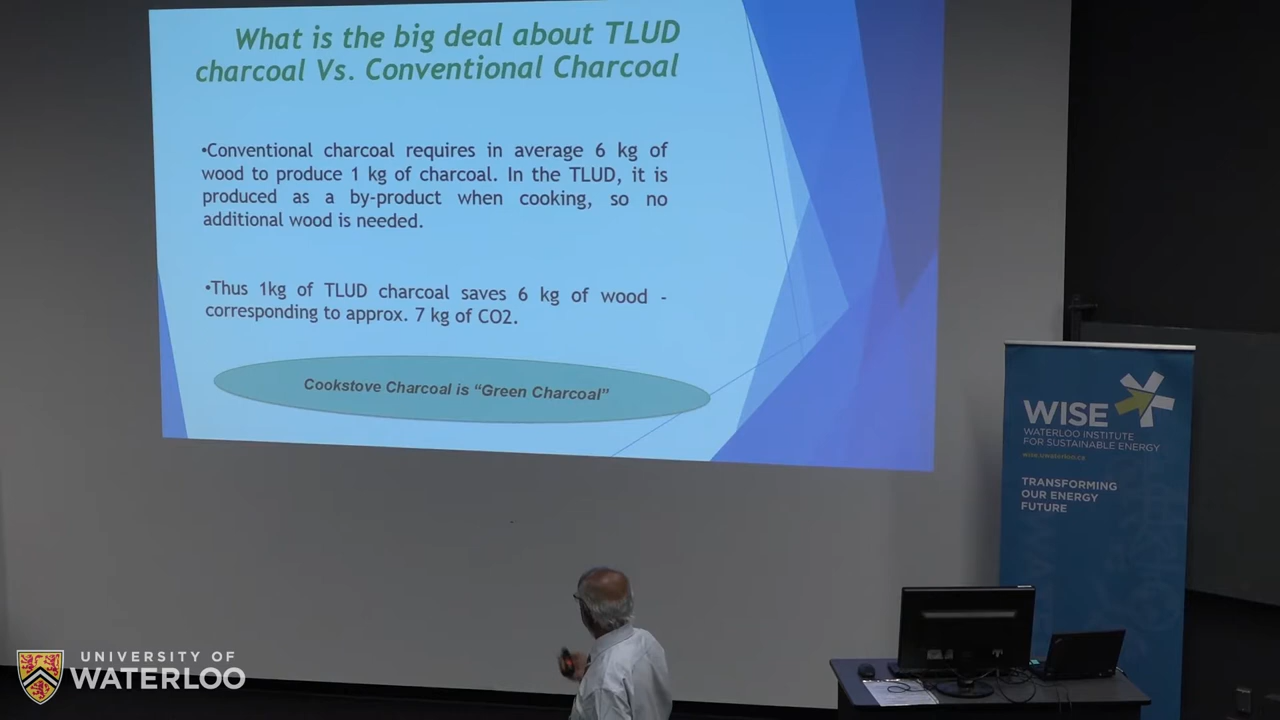 What is the big deal about TLUD
charcoal Vs. Conventional Charcoal
•Conventional charcoal requires in average 6 kg of
wood to produce 1 kg of charcoal. In the TLUD, it is
produced as a by-product when cooking, so no
additional wood is needed.
•Thus 1kg of TLUD charcoal saves 6 kg of wood -
corresponding to approx. 7 kg of CO2.
Cookstove Charcoal is “Green Charcoal”
WISE
WATERLOO INSTITUTE
FOR SUSTAINABLE ENERGY
wise.uwaterloo.ca
TRANSFORMING
OUR ENERGY
FUTURE
UNIVERSITY OF
WATERLOO